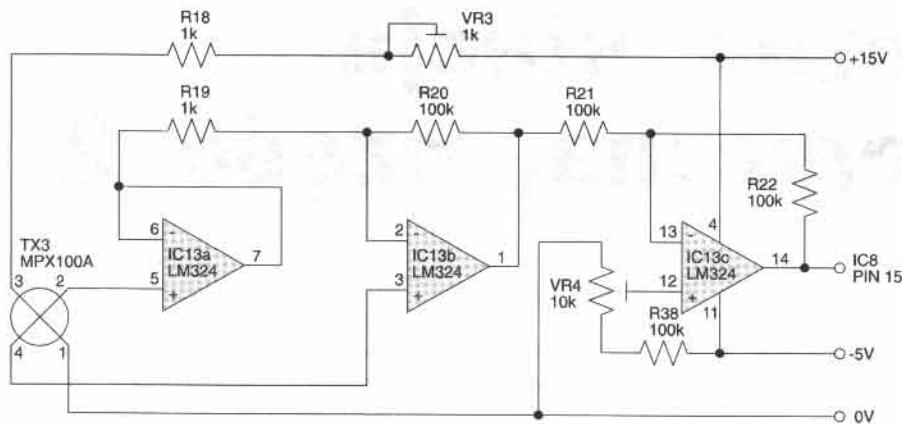 R18
1k
VR3
1k
+15V
R19
1k
R20
100k
R21
100k
R22
100k
TX3
MPX100A
6
-
IC13a
LM324
7
5
+
2
-
IC13b
LM324
1
3
+
13
-
4
IC13c
LM324
14
12
+
11
IC8
PIN 15
VR4
10k
R38
100k
3
2
4
1
-5V
0V